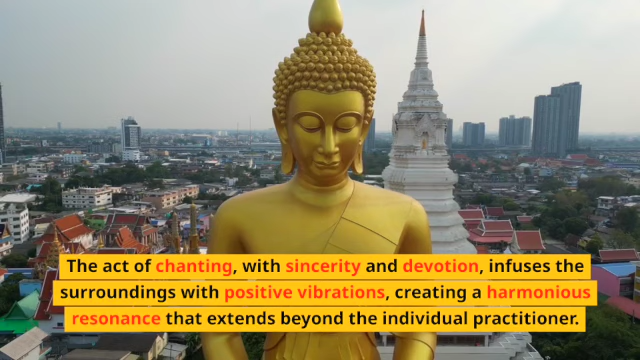 The act of chanting, with sincerity and devotion, infuses the
surroundings with positive vibrations, creating a harmonious
resonance that extends beyond the individual practitioner.